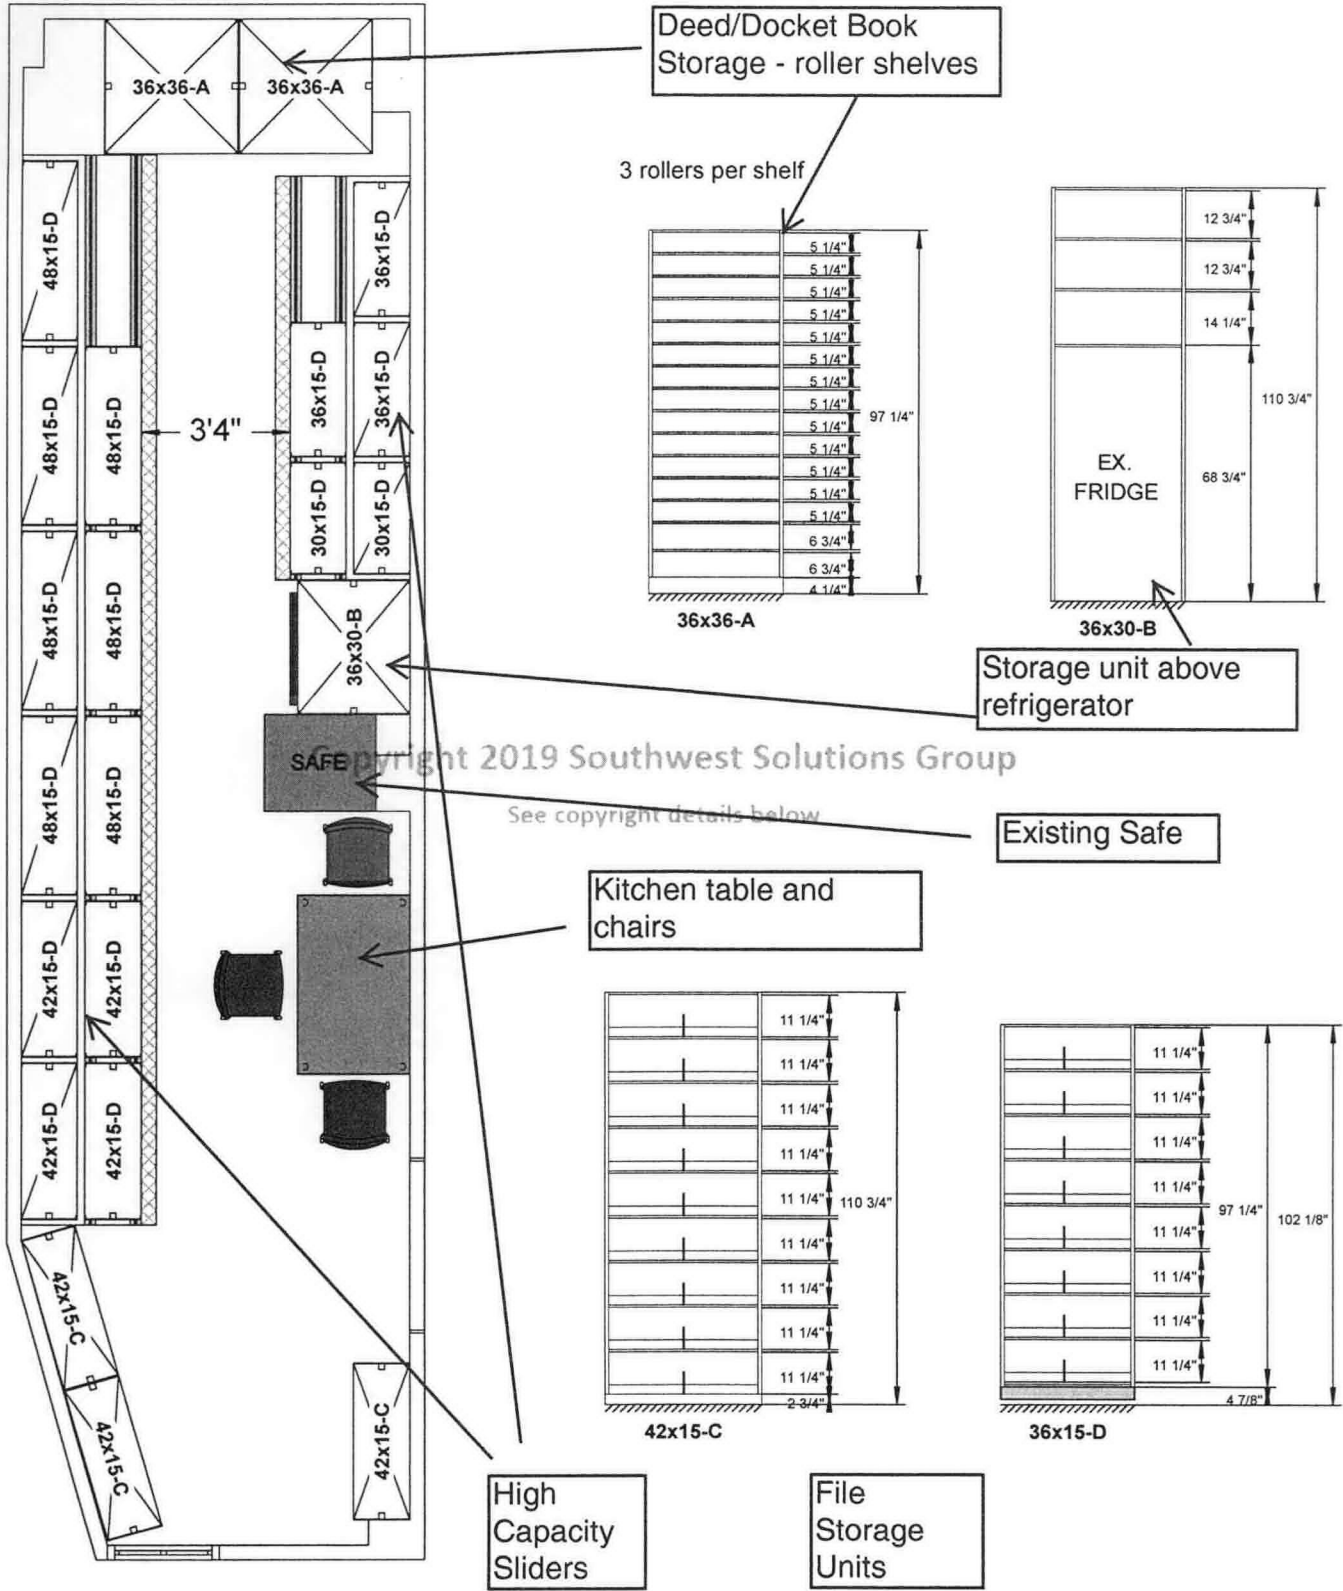 Deed/Docket Book
Storage - roller shelves
36x36-A
36x36-A
3 rollers per shelf
48x15-D
36x15-D
48x15-D
48x15-D
36x15-D
36x15-D
3'4"
30x15-D
30x15-D
48x15-D
48x15-D
36x30-B
48x15-D
48x15-D
SAFE
42x15-D
42x15-D
42x15-D
42x15-D
42x15-C
42x15-C
42x15-C
5 1/4"
5 1/4"
5 1/4"
5 1/4"
5 1/4"
5 1/4"
5 1/4"
5 1/4"
5 1/4"
5 1/4"
5 1/4"
5 1/4"
5 1/4"
6 3/4"
6 3/4"
4 1/4"
97 1/4"
36x36-A
12 3/4"
12 3/4"
14 1/4"
68 3/4"
110 3/4"
EX.
FRIDGE
36x30-B
Storage unit above
refrigerator
Copyright 2019 Southwest Solutions Group
See copyright details below
Existing Safe
Kitchen table and
chairs
11 1/4"
11 1/4"
11 1/4"
11 1/4"
11 1/4"
11 1/4"
11 1/4"
11 1/4"
11 1/4"
2 3/4"
110 3/4"
42x15-C
11 1/4"
11 1/4"
11 1/4"
11 1/4"
11 1/4"
11 1/4"
11 1/4"
11 1/4"
4 7/8"
97 1/4"
102 1/8"
36x15-D
High
Capacity
Sliders
File
Storage
Units